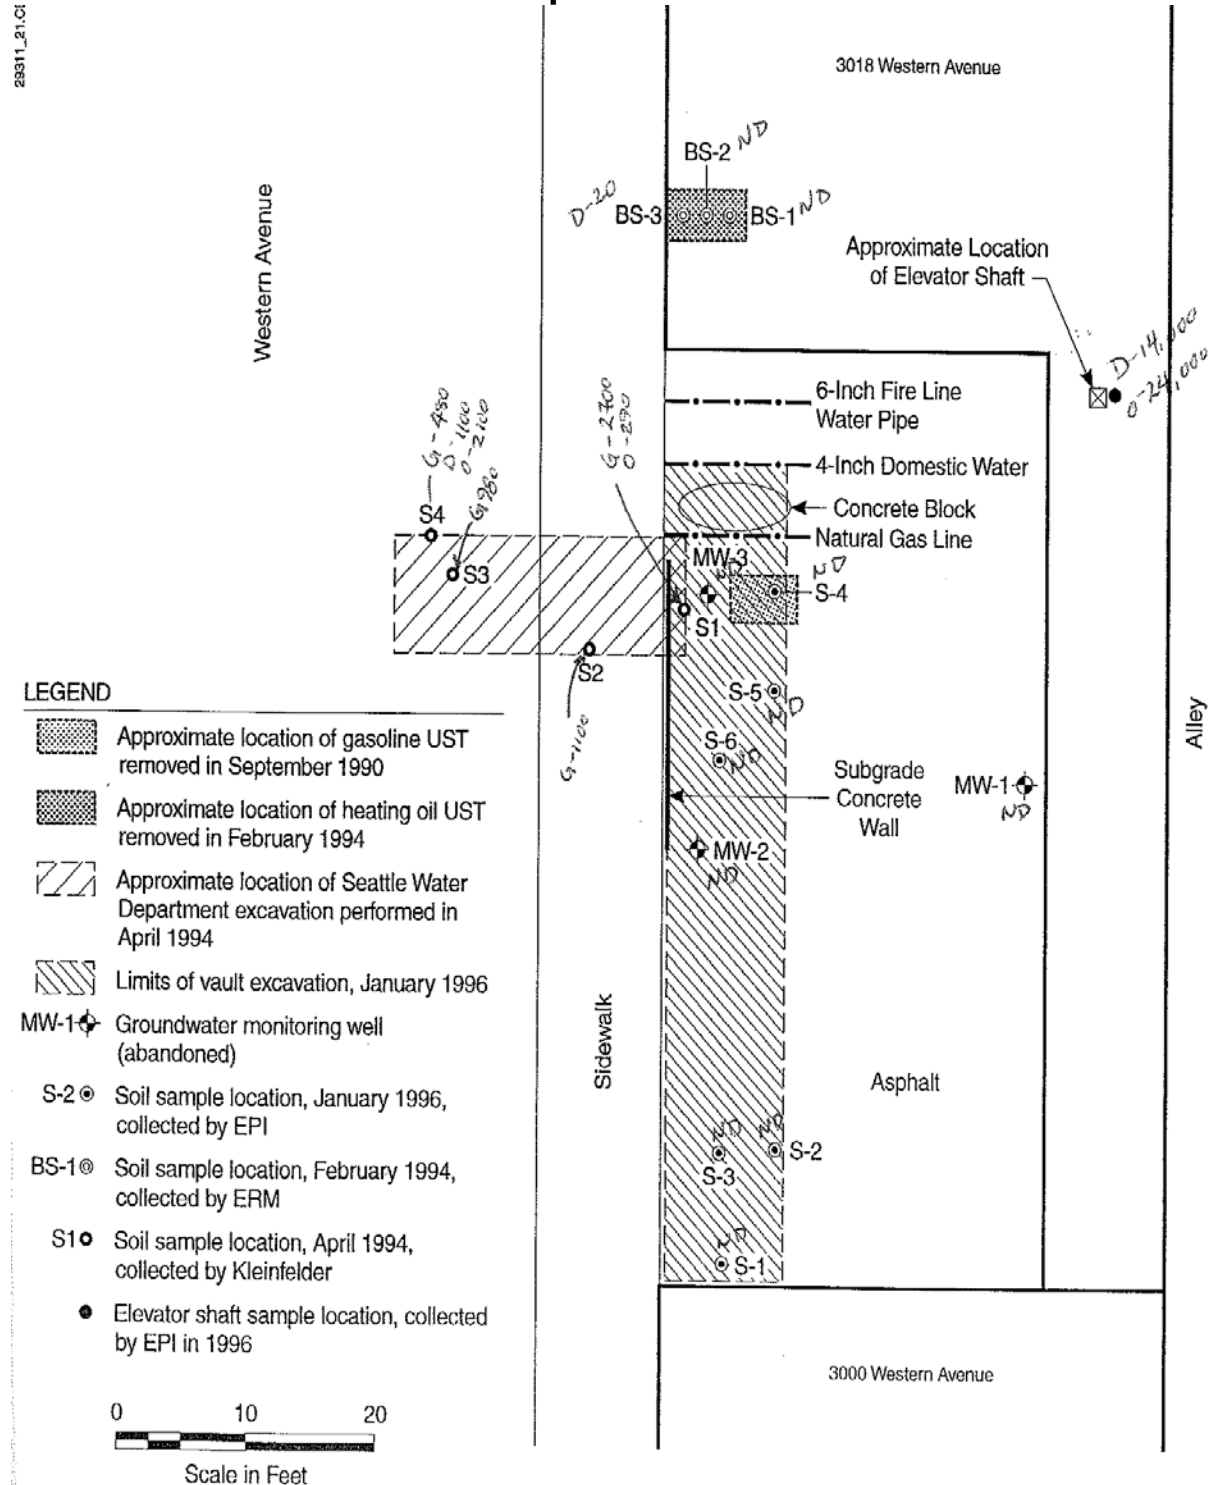 29311_21.C
3018 Western Avenue
BS-2 ND
D-20 BS-3
BS-1 ND
Western Avenue
Approximate Location
of Elevator Shaft
D-14,000
O-24,000
6-Inch Fire Line
Water Pipe
4-Inch Domestic Water
Concrete Block
Natural Gas Line
G-480
D-1100
O-2100
G-980
G-2700
O-290
S4
S3
MW-3
ND
ND
S-4
S1
S2
G-1100
S-5
ND
S-6
ND
Subgrade
Concrete
Wall
MW-1
ND
MW-2
ND
Alley
Sidewalk
Asphalt
ND
S-3
ND
S-2
ND
S-1
3000 Western Avenue
LEGEND
Approximate location of gasoline UST
removed in September 1990
Approximate location of heating oil UST
removed in February 1994
Approximate location of Seattle Water
Department excavation performed in
April 1994
Limits of vault excavation, January 1996
MW-1 Groundwater monitoring well
(abandoned)
S-2 Soil sample location, January 1996,
collected by EPI
BS-1 Soil sample location, February 1994,
collected by ERM
S1 Soil sample location, April 1994,
collected by Kleinfelder
Elevator shaft sample location, collected
by EPI in 1996
0 10 20
Scale in Feet